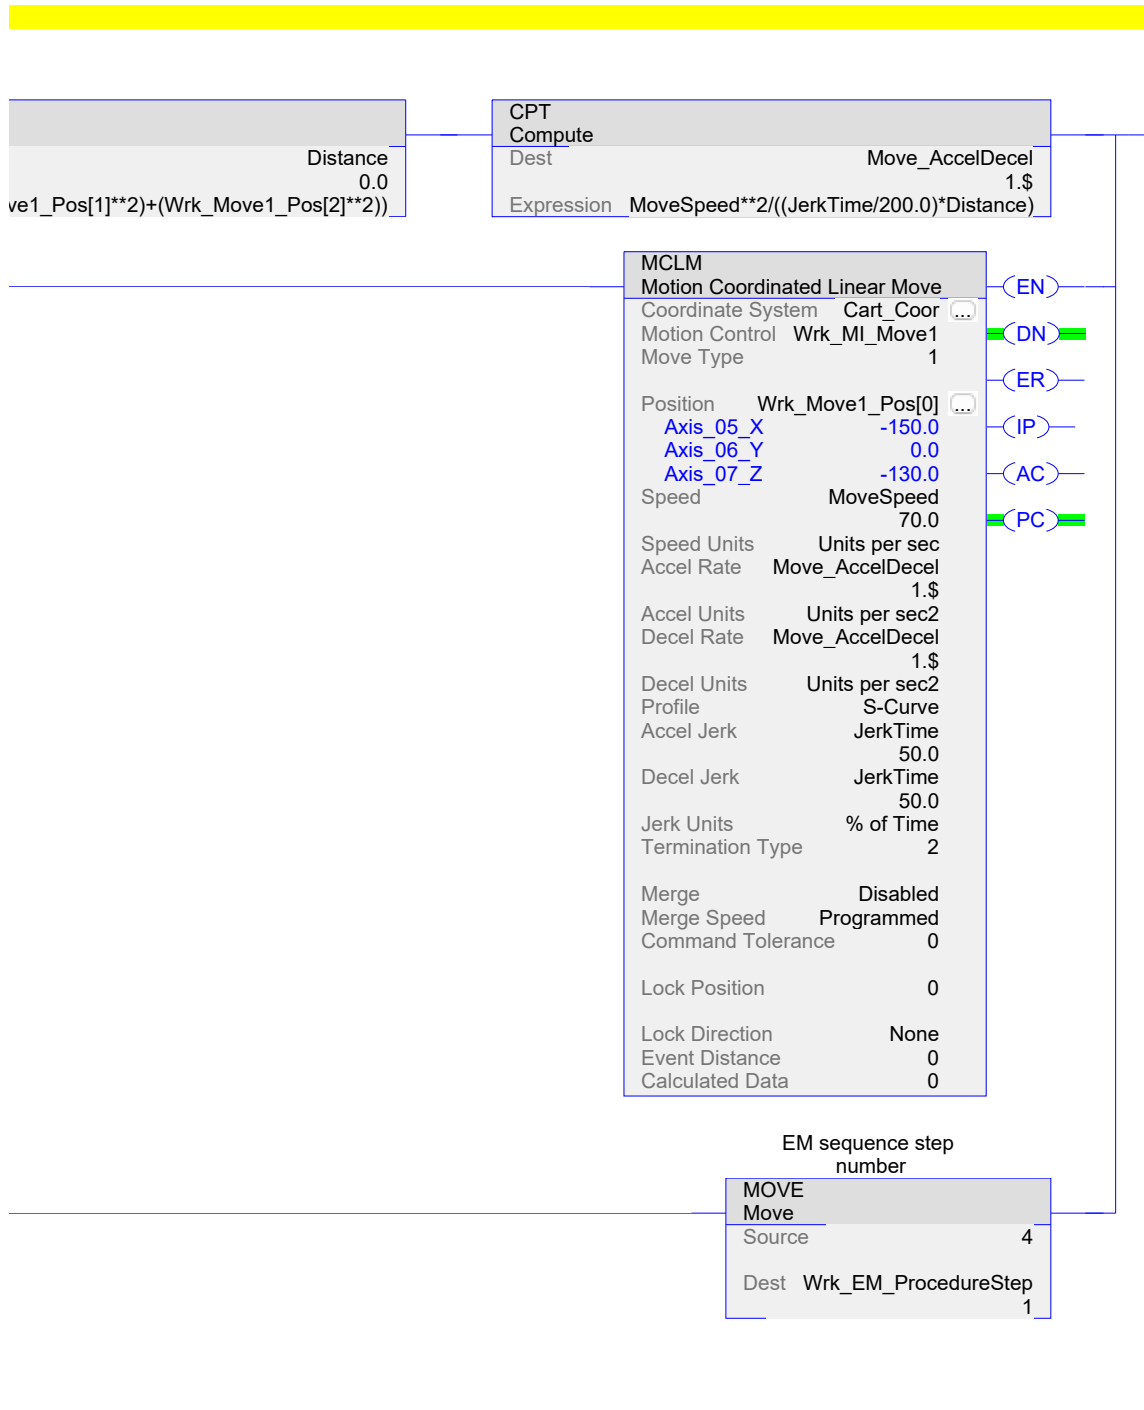 CPT
Compute
Distance
0.0
ve1_Pos[1]**2)+(Wrk_Move1_Pos[2]**2))
Dest Move_AccelDecel
1.$
Expression MoveSpeed**2/((JerkTime/200.0)*Distance)
MCLM
Motion Coordinated Linear Move
Coordinate System Cart_Coor ...
Motion Control Wrk_MI_Move1
Move Type 1
Position Wrk_Move1_Pos[0] ...
Axis_05_X -150.0
Axis_06_Y 0.0
Axis_07_Z -130.0
Speed MoveSpeed
70.0
Speed Units Units per sec
Accel Rate Move_AccelDecel
1.$
Accel Units Units per sec2
Decel Rate Move_AccelDecel
1.$
Decel Units Units per sec2
Profile S-Curve
Accel Jerk JerkTime
50.0
Decel Jerk JerkTime
50.0
Jerk Units % of Time
Termination Type 2
Merge Disabled
Merge Speed Programmed
Command Tolerance 0
Lock Position 0
Lock Direction None
Event Distance 0
Calculated Data 0
EN
DN
ER
IP
AC
PC
EM sequence step
number
MOVE
Move
Source 4
Dest Wrk_EM_ProcedureStep
1